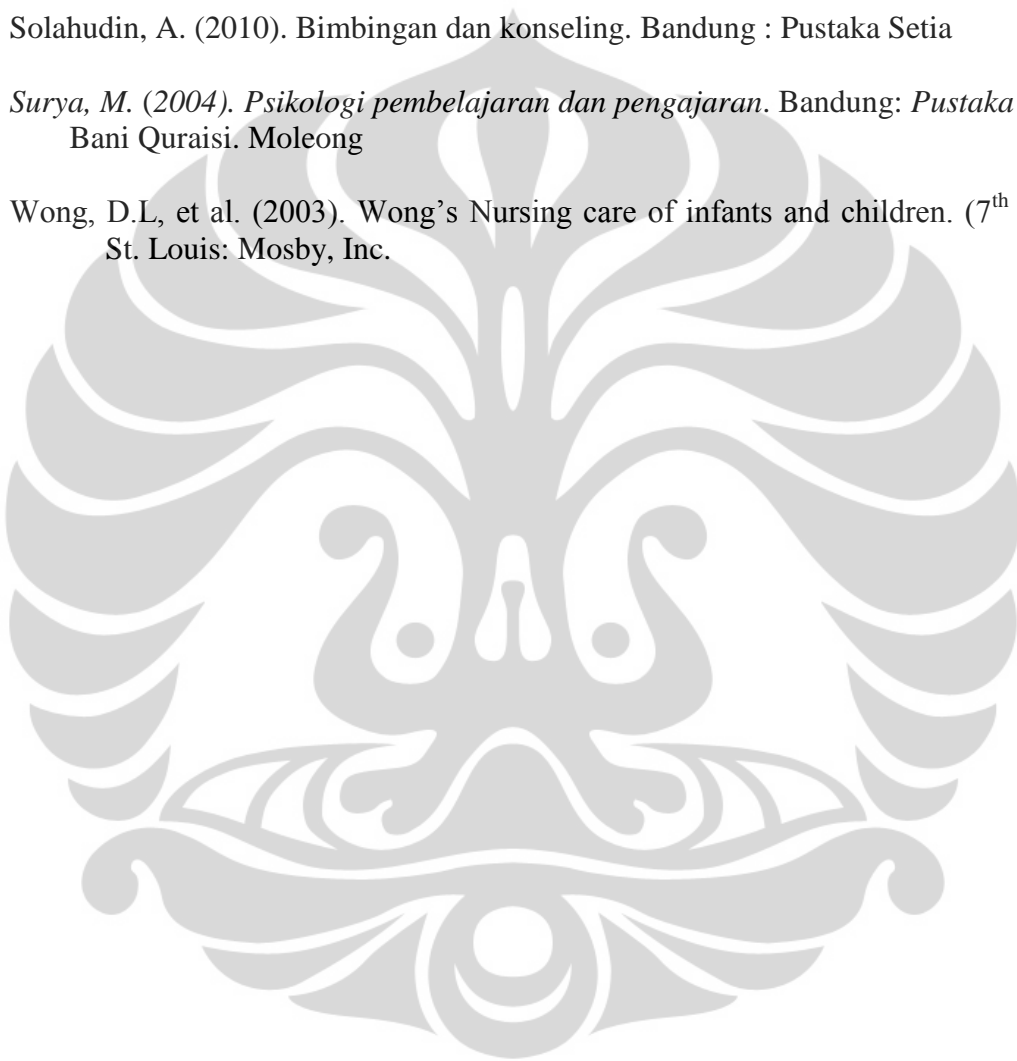 Solahudin, A. (2010). Bimbingan dan konseling. Bandung : Pustaka Setia
Surya, M. (2004). Psikologi pembelajaran dan pengajaran. Bandung: Pustaka
Bani Quraisi. Moleong
Wong, D.L, et al. (2003). Wong’s Nursing care of infants and children. (7th
St. Louis: Mosby, Inc.